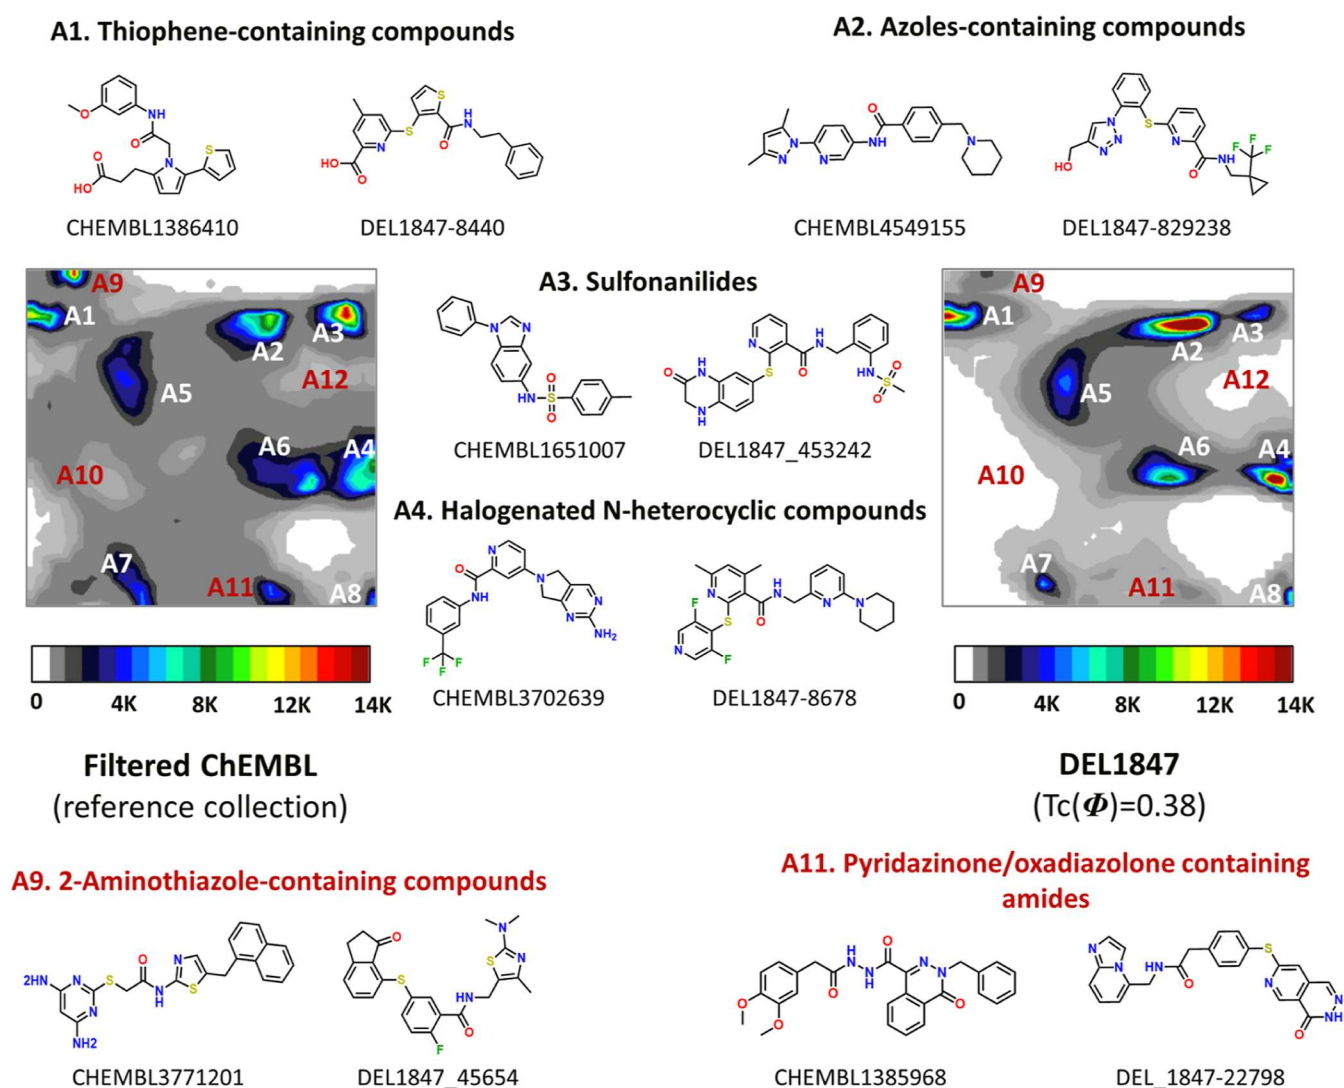 A1. Thiophene-containing compounds
A2. Azoles-containing compounds
CHEMBL1386410
DEL1847-8440
CHEMBL4549155
DEL1847-829238
A9
A1
A2
A3
A12
A5
A6
A4
A10
A7
A11
A8
0 4K 8K 12K 14K
Filtered ChEMBL
(reference collection)
A3. Sulfonanilides
CHEMBL1651007
DEL1847_453242
A4. Halogenated N-heterocyclic compounds
CHEMBL3702639
DEL1847-8678
A9
A1
A2
A3
A12
A5
A6
A4
A10
A7
A11
A8
0 4K 8K 12K 14K
DEL1847
(Tc(Φ)=0.38)
A9. 2-Aminothiazole-containing compounds
CHEMBL3771201
DEL1847_45654
A11. Pyridazinone/oxadiazolone containing
amides
CHEMBL1385968
DEL_1847-22798